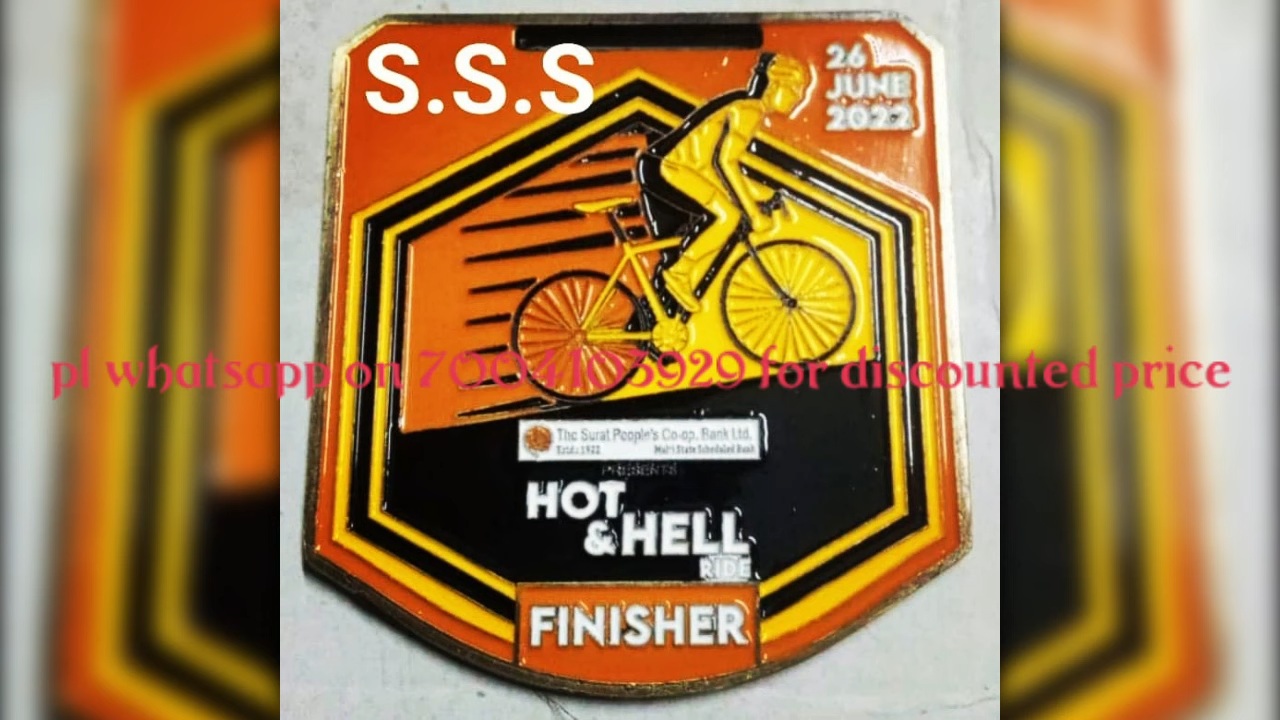 S.S.S
26
JUNE
2022
pl whatsapp on 7004103929 for discounted price
The Surat People's Co-op. Bank Ltd.
Estd.: 1922 Multi State Scheduled Bank
PRESENTS
HOT
& HELL
RIDE
FINISHER